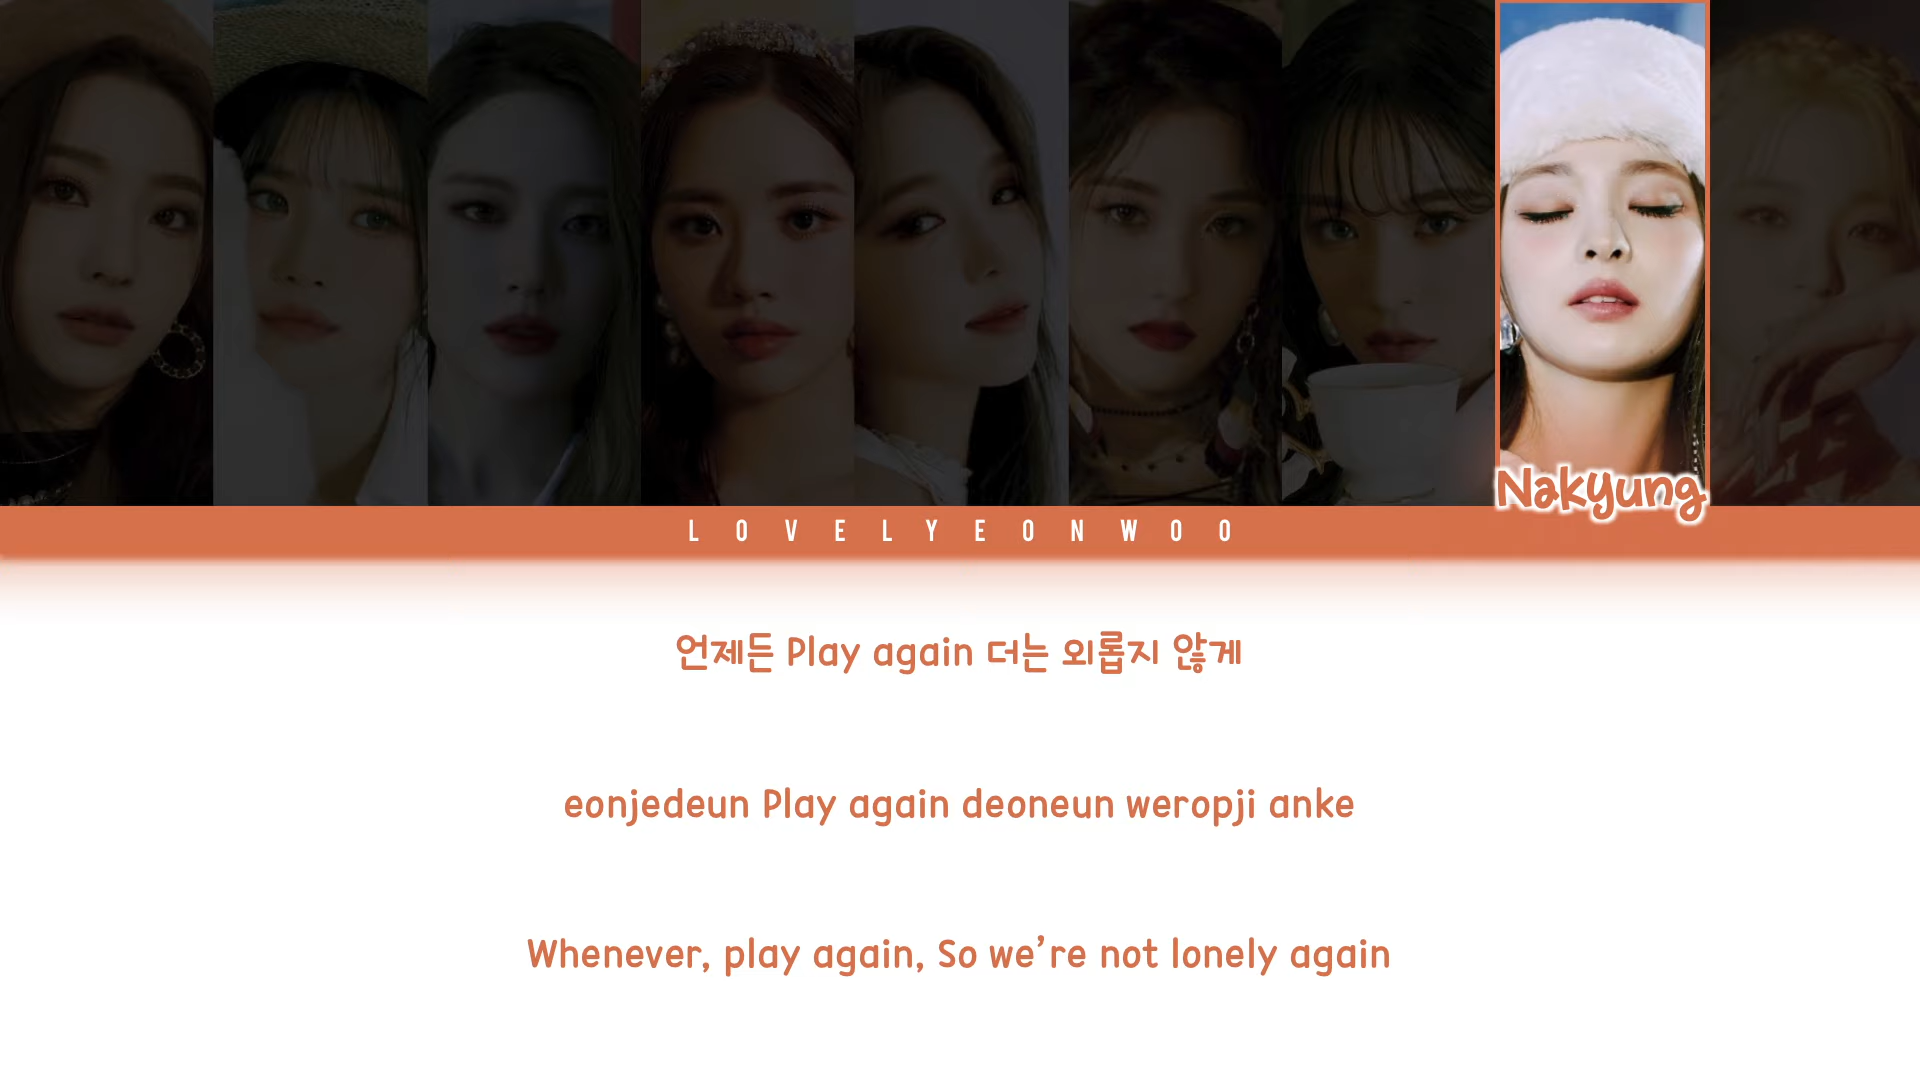 Nakyung
LOVELYEONWOO
언제든 Play again 더는 외롭지 않게
eonjedeun Play again deoneun weropji anke
Whenever, play again, So we're not lonely again